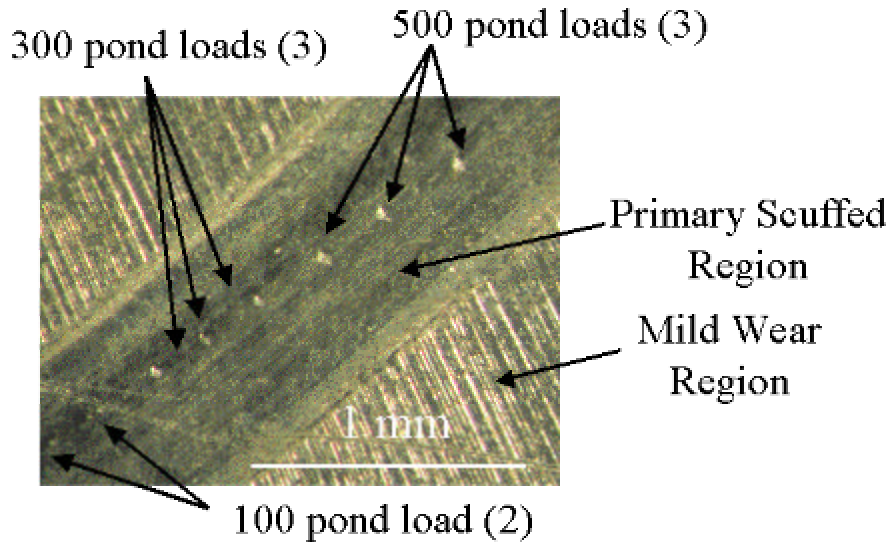 300 pond loads (3)
500 pond loads (3)
Primary Scuffed
Region
Mild Wear
Region
1 mm
100 pond load (2)